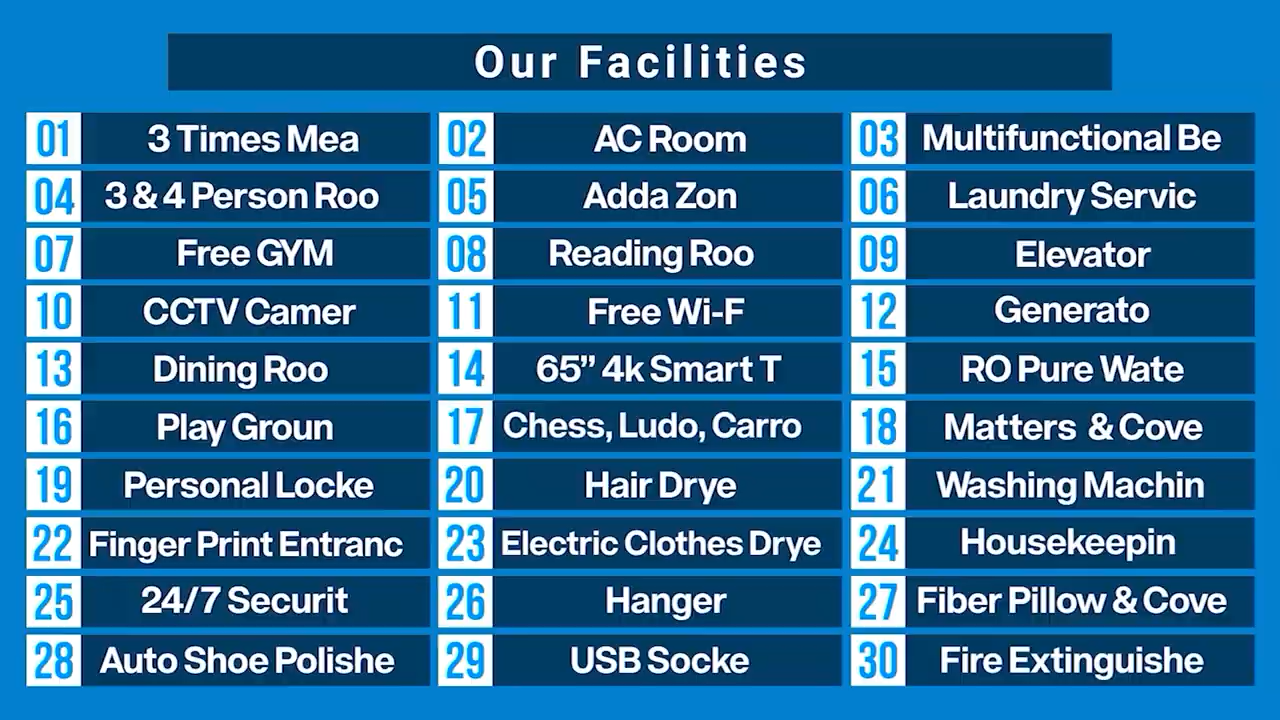 Our Facilities
01 3 Times Mea
02 AC Room
03 Multifunctional Be
04 3 & 4 Person Roo
05 Adda Zon
06 Laundry Servic
07 Free GYM
08 Reading Roo
09 Elevator
10 CCTV Camer
11 Free Wi-F
12 Generato
13 Dining Roo
14 65” 4k Smart T
15 RO Pure Wate
16 Play Groun
17 Chess, Ludo, Carro
18 Matters & Cove
19 Personal Locke
20 Hair Drye
21 Washing Machin
22 Finger Print Entranc
23 Electric Clothes Drye
24 Housekeepin
25 24/7 Securit
26 Hanger
27 Fiber Pillow & Cove
28 Auto Shoe Polishe
29 USB Socke
30 Fire Extinguishe